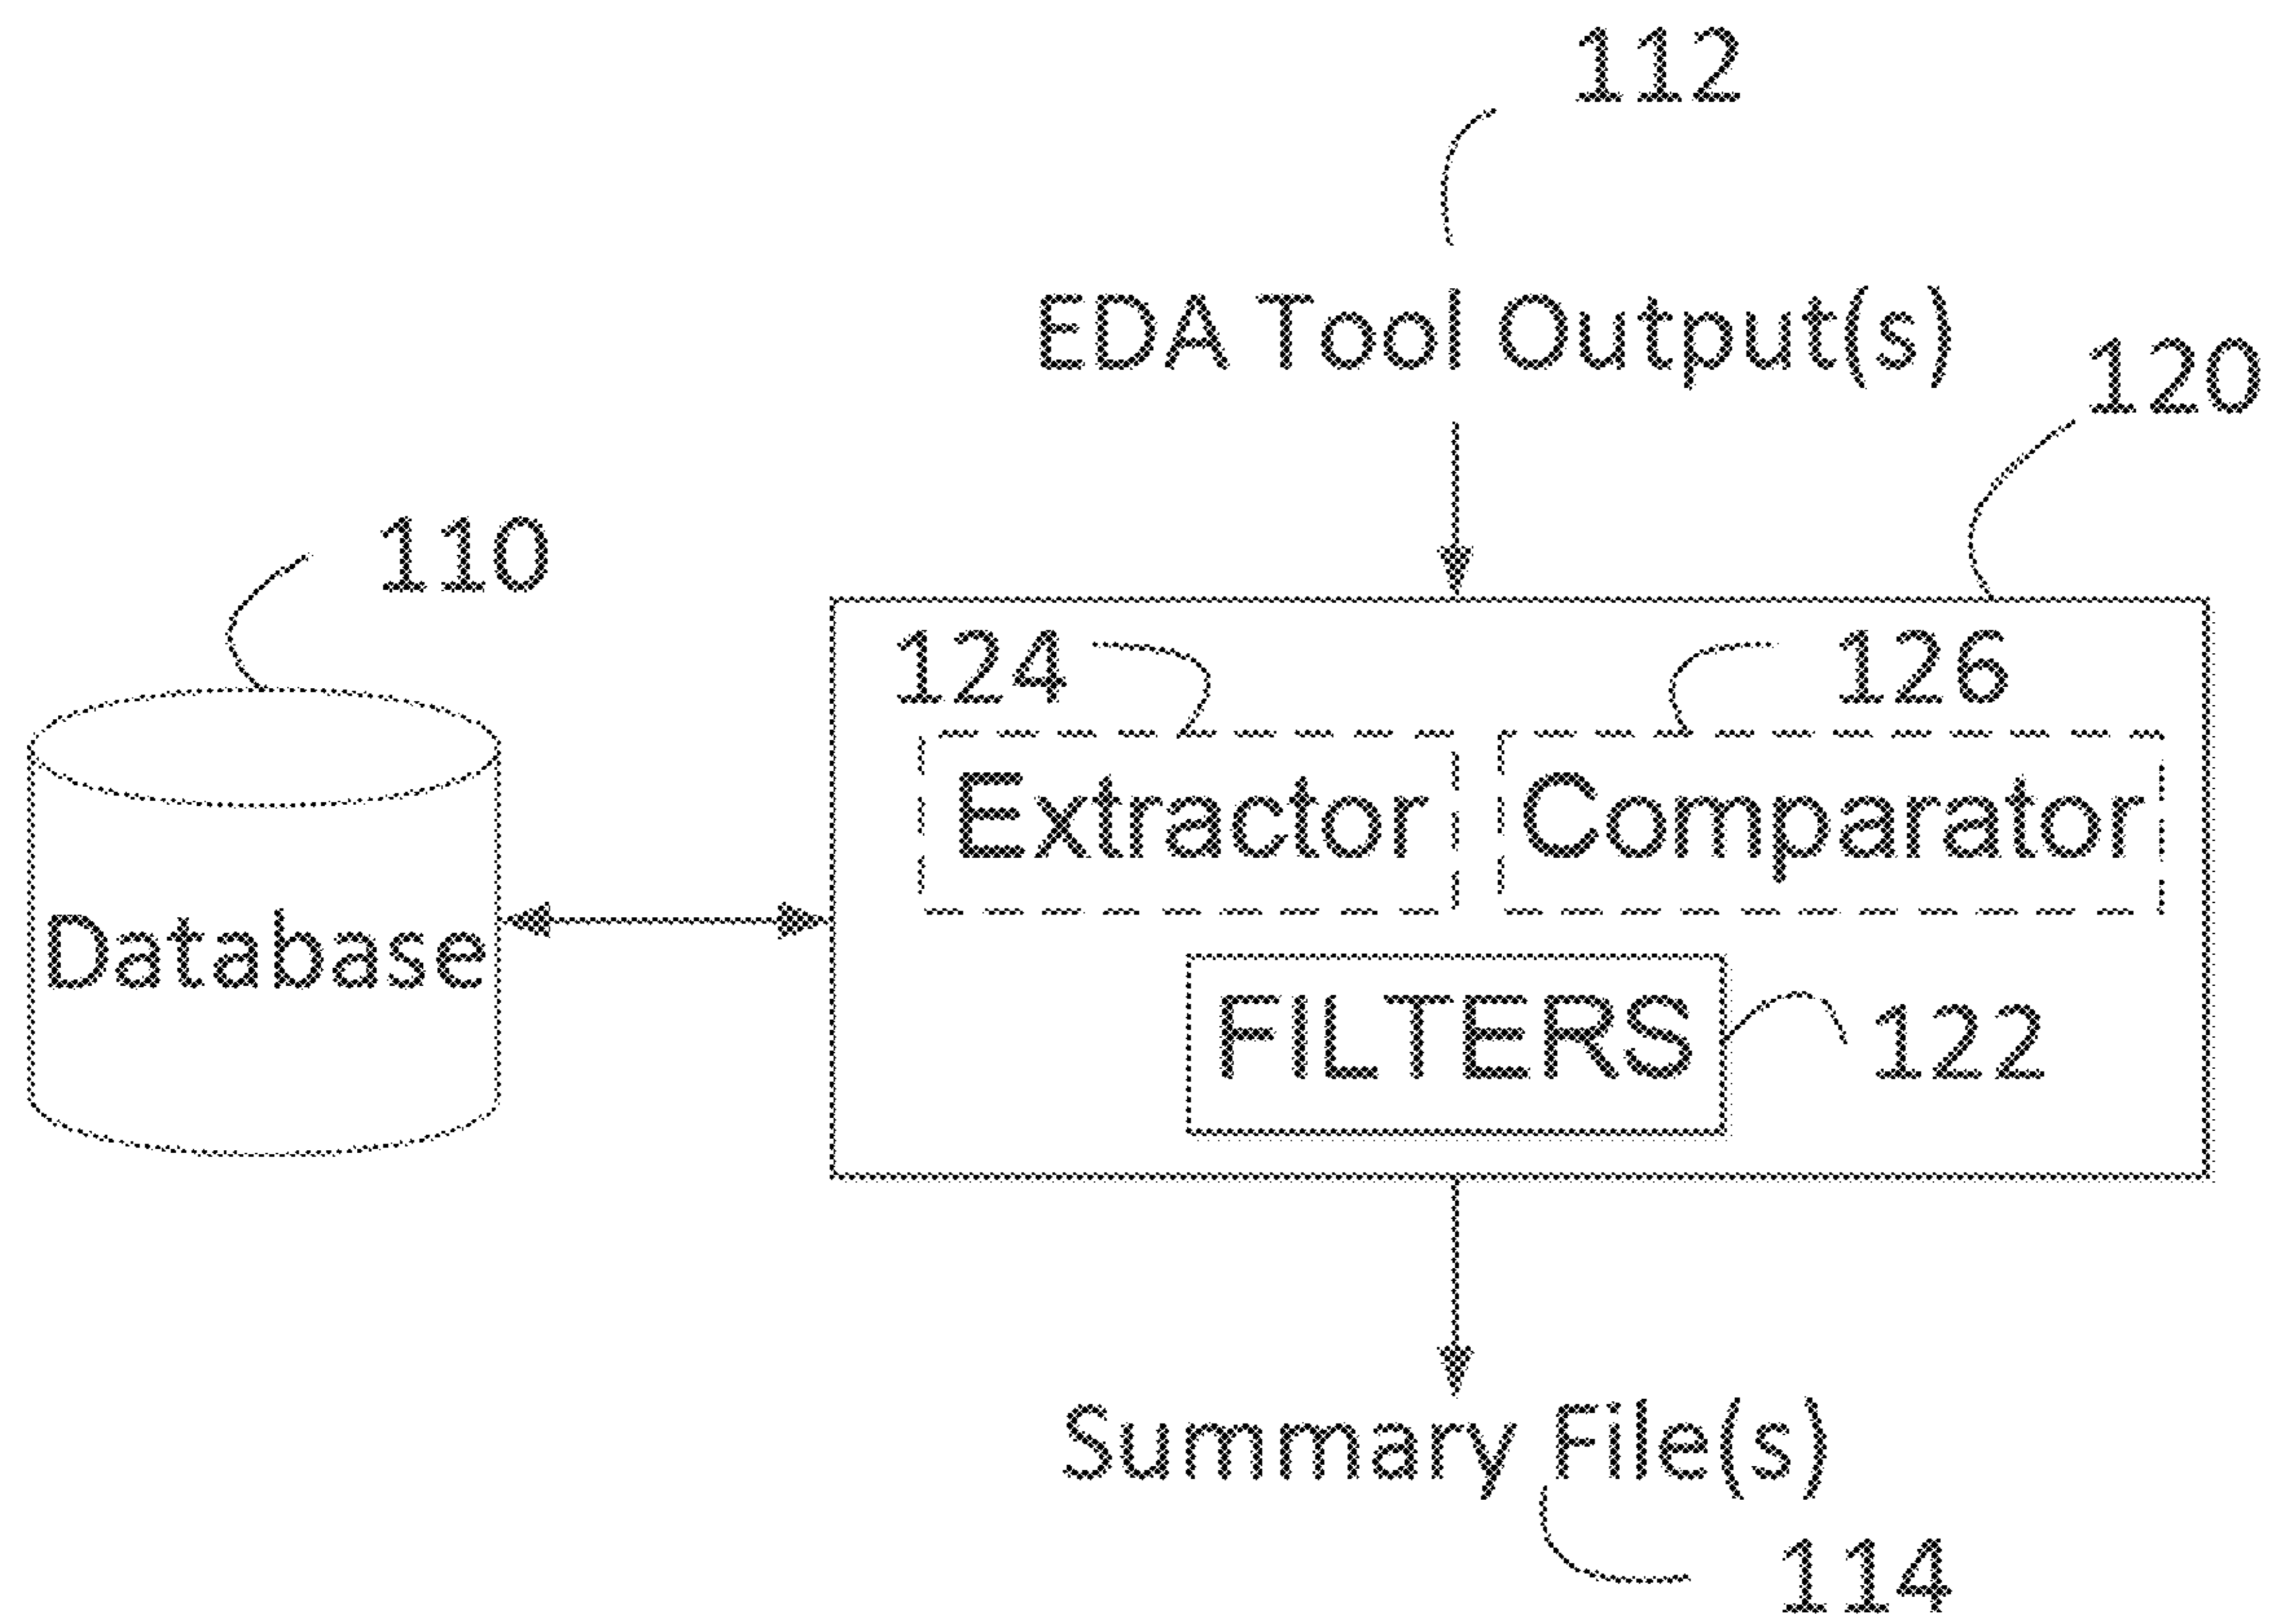 112
EDA Tool Output(s)
120
110
124
126
Extractor
Comparator
Database
FILTERS
122
Summary File(s)
114